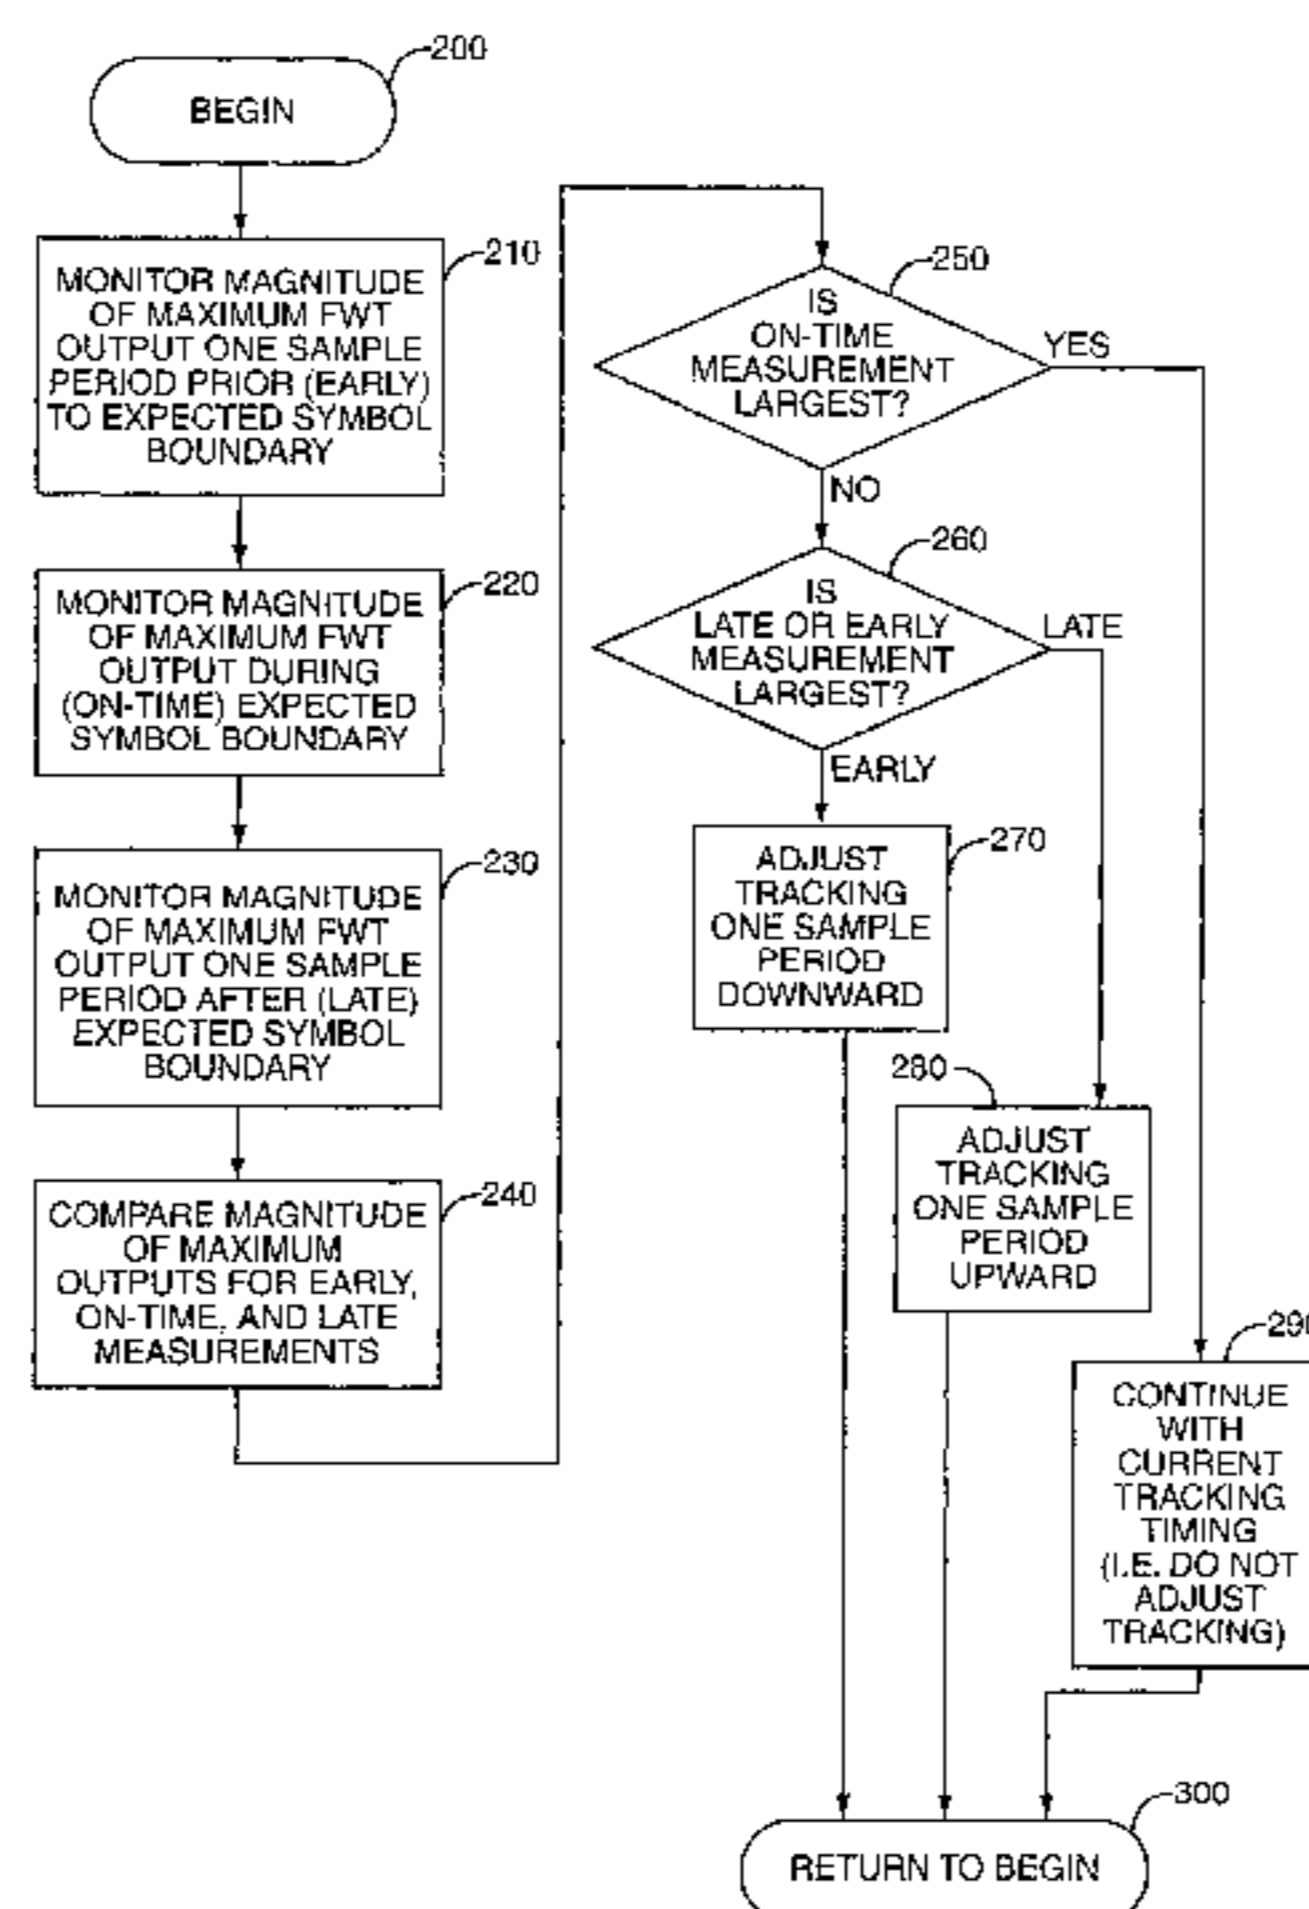 200
BEGIN
210
MONITOR MAGNITUDE
OF MAXIMUM FWT
OUTPUT ONE SAMPLE
PERIOD PRIOR (EARLY)
TO EXPECTED SYMBOL
BOUNDARY
220
MONITOR MAGNITUDE
OF MAXIMUM FWT
OUTPUT DURING
(ON-TIME) EXPECTED
SYMBOL BOUNDARY
230
MONITOR MAGNITUDE
OF MAXIMUM FWT
OUTPUT ONE SAMPLE
PERIOD AFTER (LATE)
EXPECTED SYMBOL
BOUNDARY
240
COMPARE MAGNITUDE
OF MAXIMUM
OUTPUTS FOR EARLY,
ON-TIME, AND LATE
MEASUREMENTS
250
IS
ON-TIME
MEASUREMENT
LARGEST?
YES
NO
260
IS
LATE OR EARLY
MEASUREMENT
LARGEST?
LATE
EARLY
270
ADJUST
TRACKING
ONE SAMPLE
PERIOD
DOWNWARD
280
ADJUST
TRACKING
ONE SAMPLE
PERIOD
UPWARD
290
CONTINUE
WITH
CURRENT
TRACKING
TIMING
(I.E. DO NOT
ADJUST
TRACKING)
300
RETURN TO BEGIN